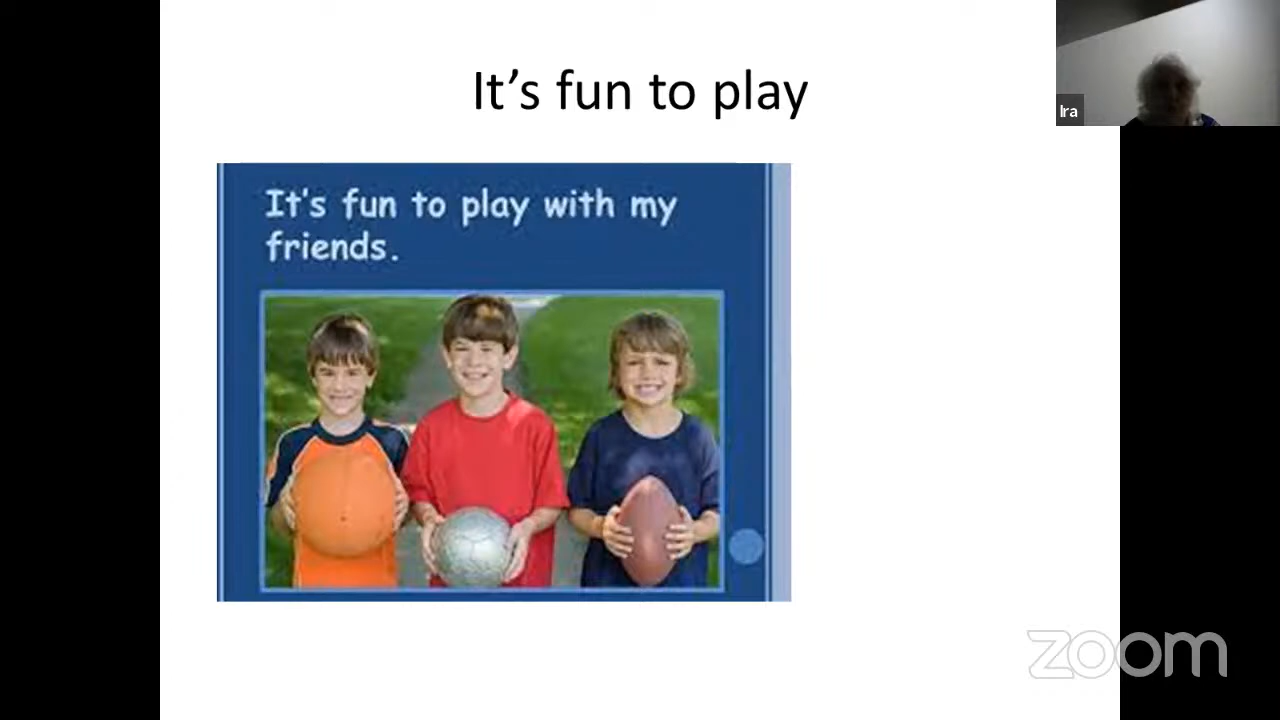 It's fun to play
Ira
It's fun to play with my
friends.
zoom